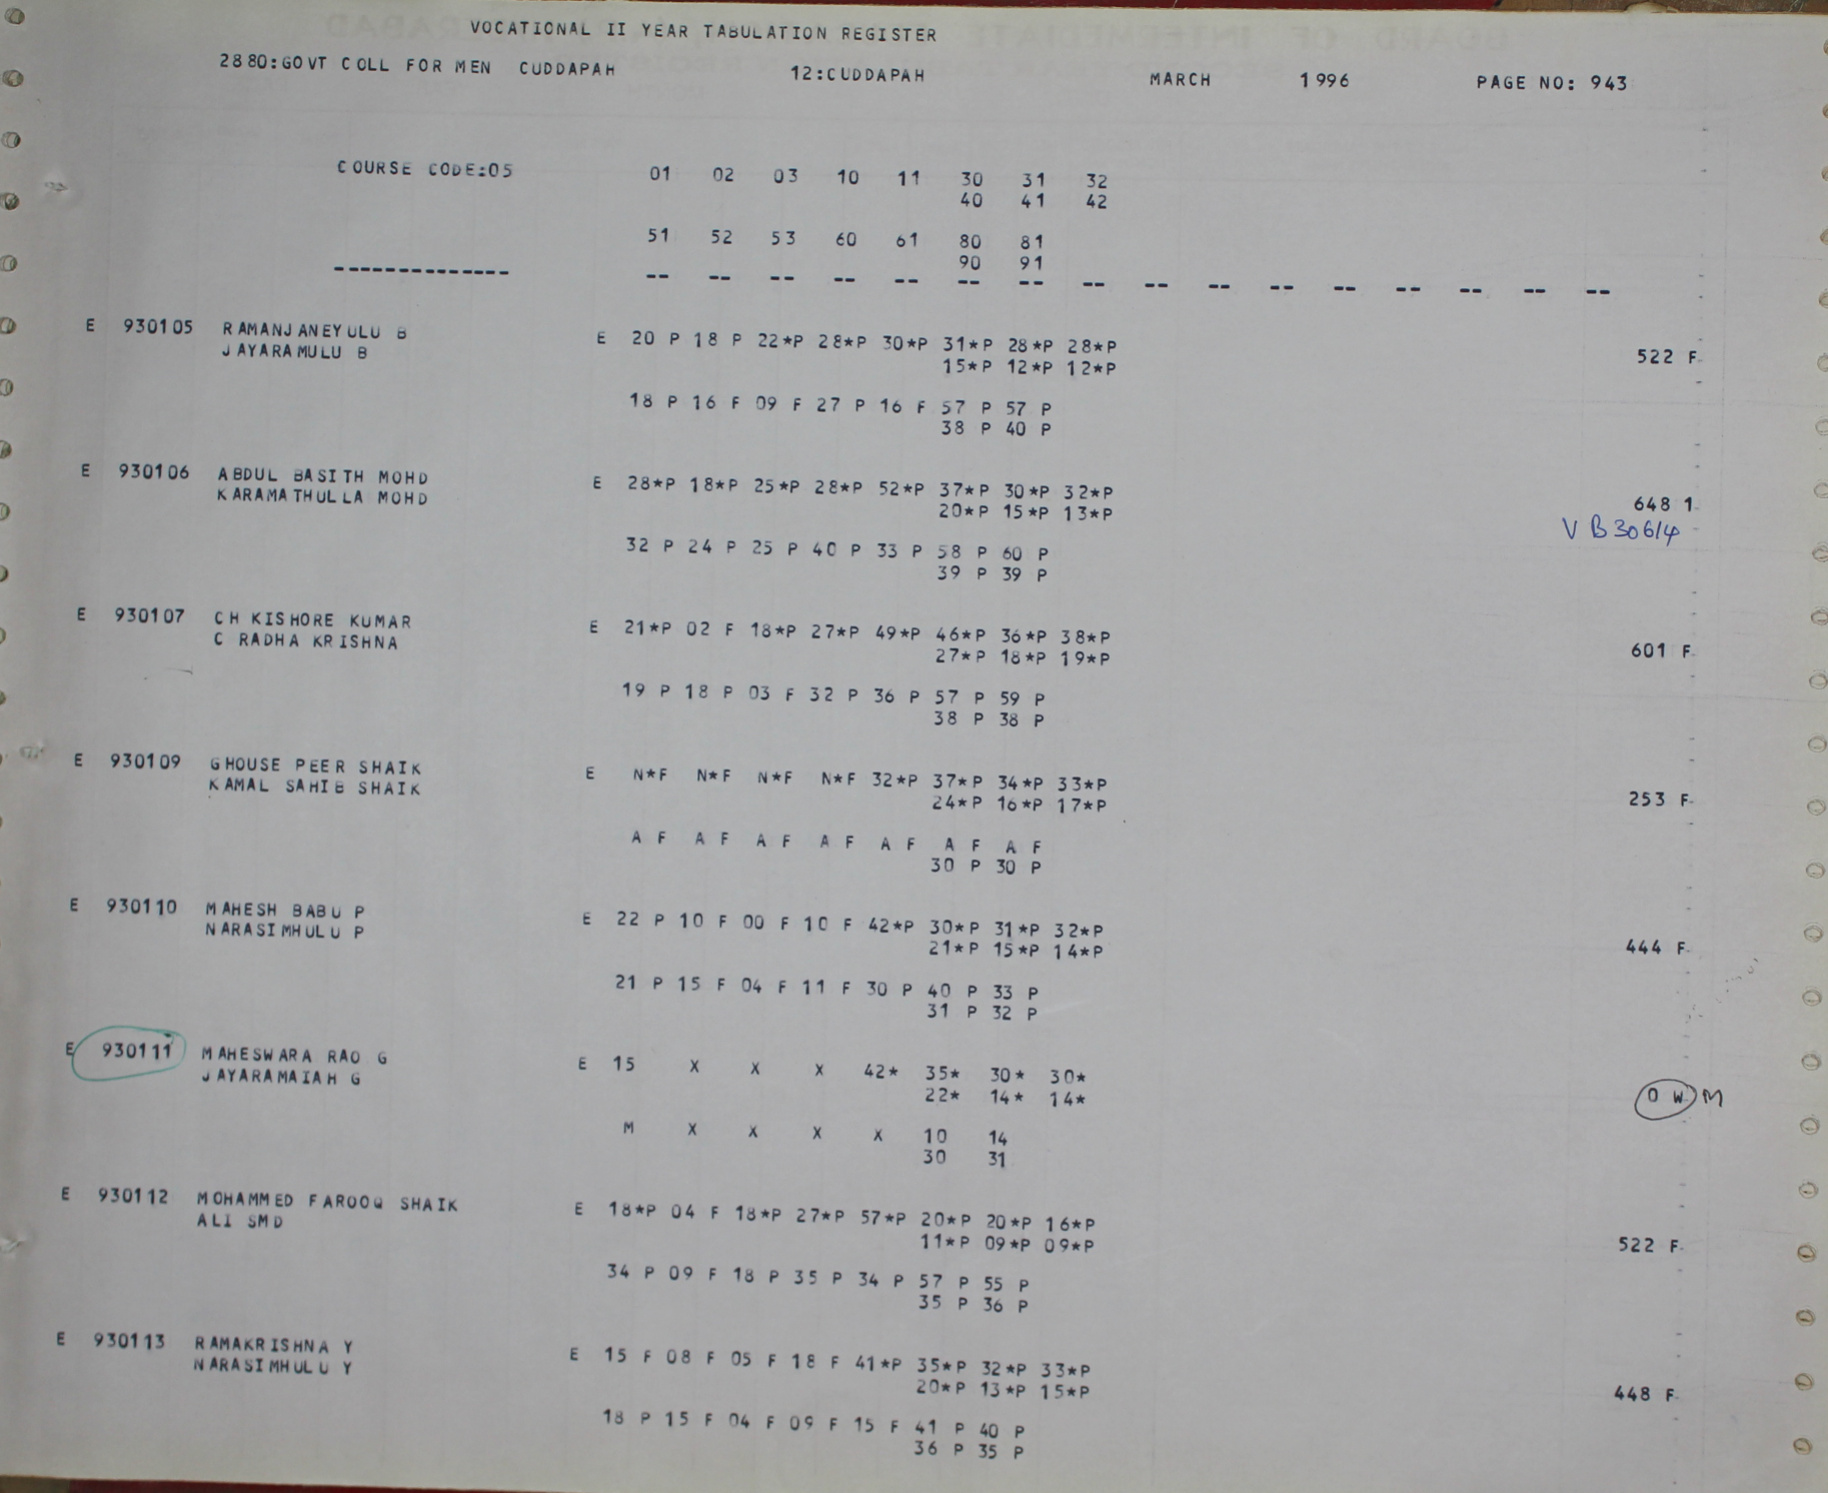 VOCATIONAL II YEAR TABULATION REGISTER
2880:GOVT COLL FOR MEN CUDDAPAH 12:CUDDAPAH MARCH 1996 PAGE NO: 943
COURSE CODE:05 01 02 03 10 11 30 31 32
40 41 42
51 52 53 60 61 80 81
90 91
-------------- -- -- -- -- -- -- -- -- -- -- -- -- -- -- -- --
E 930105 RAMANJANEYULU B E 20 P 18 P 22*P 28*P 30*P 31*P 28*P 28*P
JAYARAMULU B 15*P 12*P 12*P 522 F
18 P 16 F 09 F 27 P 16 F 57 P 57 P
38 P 40 P
E 930106 ABDUL BASITH MOHD E 28*P 18*P 25*P 28*P 52*P 37*P 30*P 32*P
KARAMATHULLA MOHD 20*P 15*P 13*P 648 1
V B30614
32 P 24 P 25 P 40 P 33 P 58 P 60 P
39 P 39 P
E 930107 CH KISHORE KUMAR E 21*P 02 F 18*P 27*P 49*P 46*P 36*P 38*P
C RADHA KRISHNA 27*P 18*P 19*P 601 F
19 P 18 P 03 F 32 P 36 P 57 P 59 P
38 P 38 P
E 930109 GHOUSE PEER SHAIK E N*F N*F N*F N*F 32*P 37*P 34*P 33*P
KAMAL SAHIB SHAIK 24*P 16*P 17*P 253 F
A F A F A F A F A F A F A F
30 P 30 P
E 930110 MAHESH BABU P E 22 P 10 F 00 F 10 F 42*P 30*P 31*P 32*P
NARASIMHULU P 21*P 15*P 14*P 444 F
21 P 15 F 04 F 11 F 30 P 40 P 33 P
31 P 32 P
E 930111 MAHESWARA RAO G E 15 X X X 42* 35* 30* 30*
JAYARAMAIAH G 22* 14* 14* 0 W M
M X X X X 10 14
30 31
E 930112 MOHAMMED FAROOQ SHAIK E 18*P 04 F 18*P 27*P 57*P 20*P 20*P 16*P
ALI SMD 11*P 09*P 09*P 522 F
34 P 09 F 18 P 35 P 34 P 57 P 55 P
35 P 36 P
E 930113 RAMAKRISHNA Y E 15 F 08 F 05 F 18 F 41*P 35*P 32*P 33*P
NARASIMHULU Y 20*P 13*P 15*P 448 F
18 P 15 F 04 F 09 F 15 F 41 P 40 P
36 P 35 P